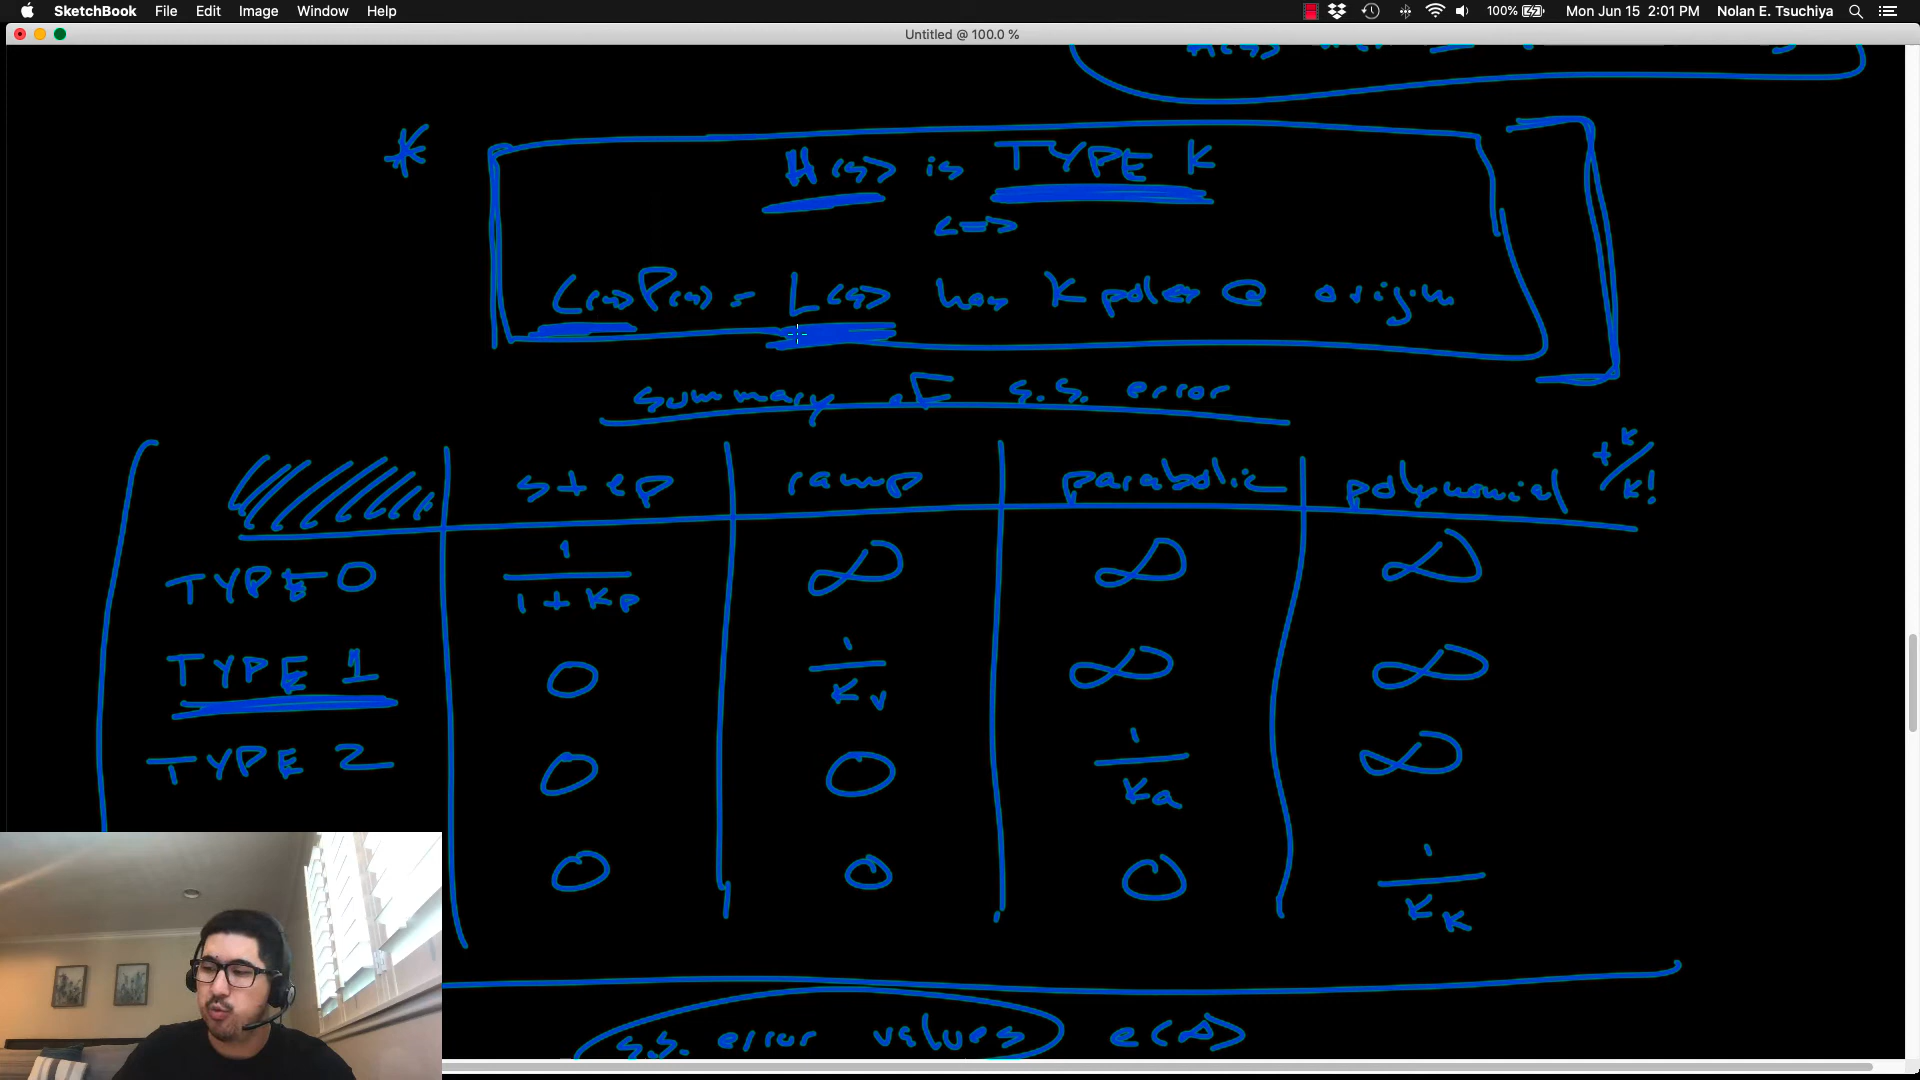 SketchBook File Edit Image Window Help 100% Mon Jun 15 2:01 PM Nolan E. Tsuchiya
Untitled @ 100.0 %
*
H(s) is TYPE K
<=>
C(s)P(s) = L(s) has K poles @ origin
summary of s.s. error
step ramp parabolic polynomial t^k/k!
TYPE 0 1/(1+Kp) ∞ ∞ ∞
TYPE 1 0 1/Kv ∞ ∞
TYPE 2 0 0 1/Ka ∞
0 0 0 1/Kk
s.s. error values e(∞)